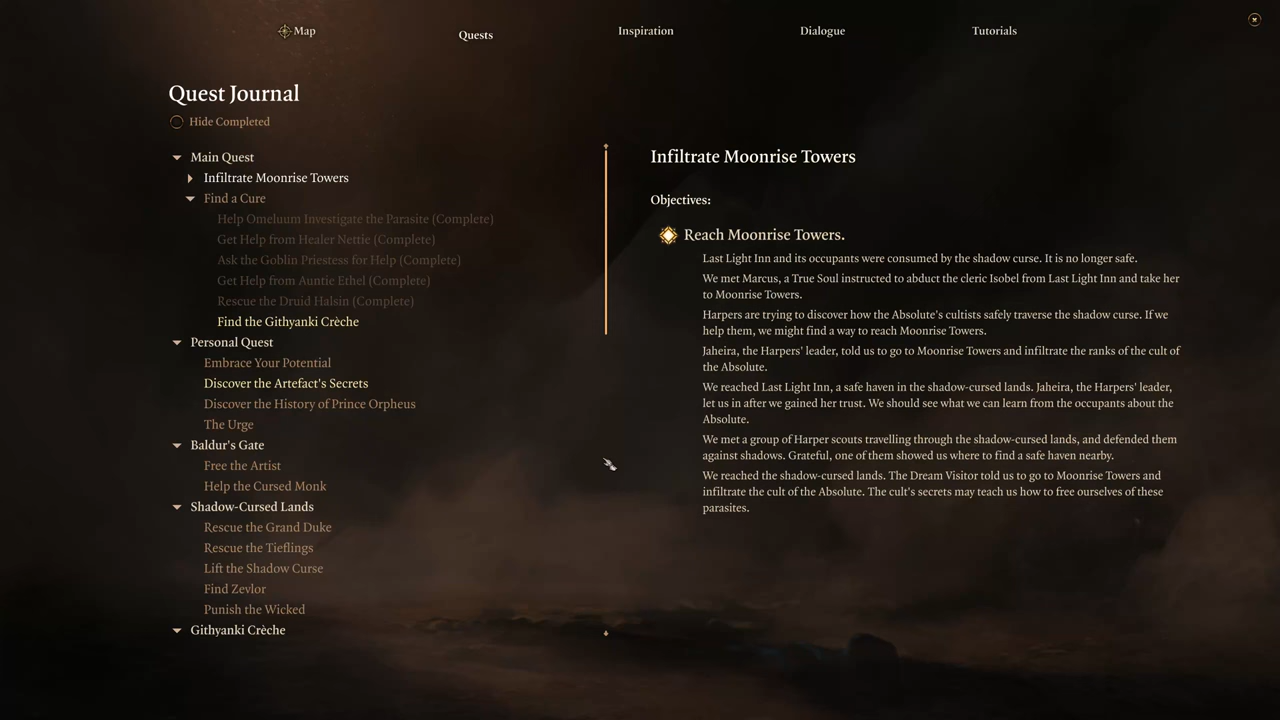 Map
Quests
Inspiration
Dialogue
Tutorials
Quest Journal
Hide Completed
Main Quest
Infiltrate Moonrise Towers
Find a Cure
Help Omeluum Investigate the Parasite (Complete)
Get Help from Healer Nettie (Complete)
Ask the Goblin Priestess for Help (Complete)
Get Help from Auntie Ethel (Complete)
Rescue the Druid Halsin (Complete)
Find the Githyanki Crèche
Personal Quest
Embrace Your Potential
Discover the Artefact's Secrets
Discover the History of Prince Orpheus
The Urge
Baldur's Gate
Free the Artist
Help the Cursed Monk
Shadow-Cursed Lands
Rescue the Grand Duke
Rescue the Tieflings
Lift the Shadow Curse
Find Zevlor
Punish the Wicked
Githyanki Crèche
Infiltrate Moonrise Towers
Objectives:
Reach Moonrise Towers.
Last Light Inn and its occupants were consumed by the shadow curse. It is no longer safe.
We met Marcus, a True Soul instructed to abduct the cleric Isobel from Last Light Inn and take her
to Moonrise Towers.
Harpers are trying to discover how the Absolute's cultists safely traverse the shadow curse. If we
help them, we might find a way to reach Moonrise Towers.
Jaheira, the Harpers' leader, told us to go to Moonrise Towers and infiltrate the ranks of the cult of
the Absolute.
We reached Last Light Inn, a safe haven in the shadow-cursed lands. Jaheira, the Harpers' leader,
let us in after we gained her trust. We should see what we can learn from the occupants about the
Absolute.
We met a group of Harper scouts travelling through the shadow-cursed lands, and defended them
against shadows. Grateful, one of them showed us where to find a safe haven nearby.
We reached the shadow-cursed lands. The Dream Visitor told us to go to Moonrise Towers and
infiltrate the cult of the Absolute. The cult's secrets may teach us how to free ourselves of these
parasites.